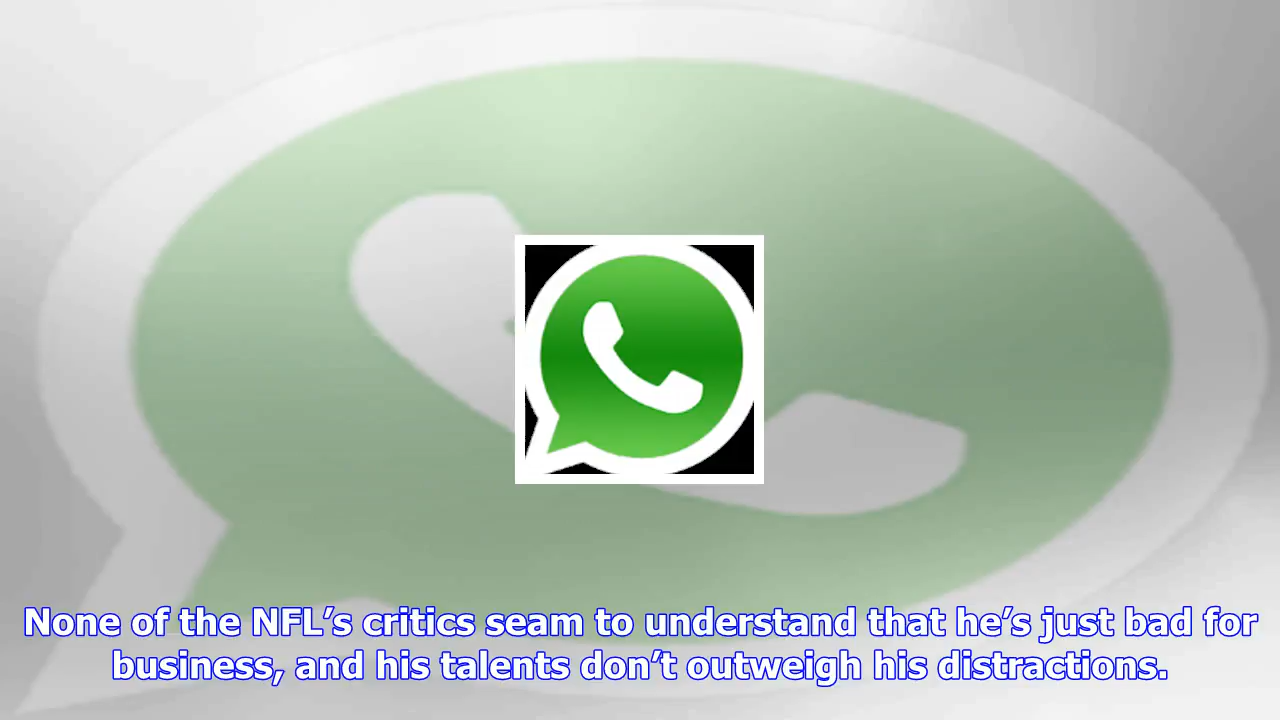 None of the NFL’s critics seam to understand that he’s just bad for
business, and his talents don’t outweigh his distractions.